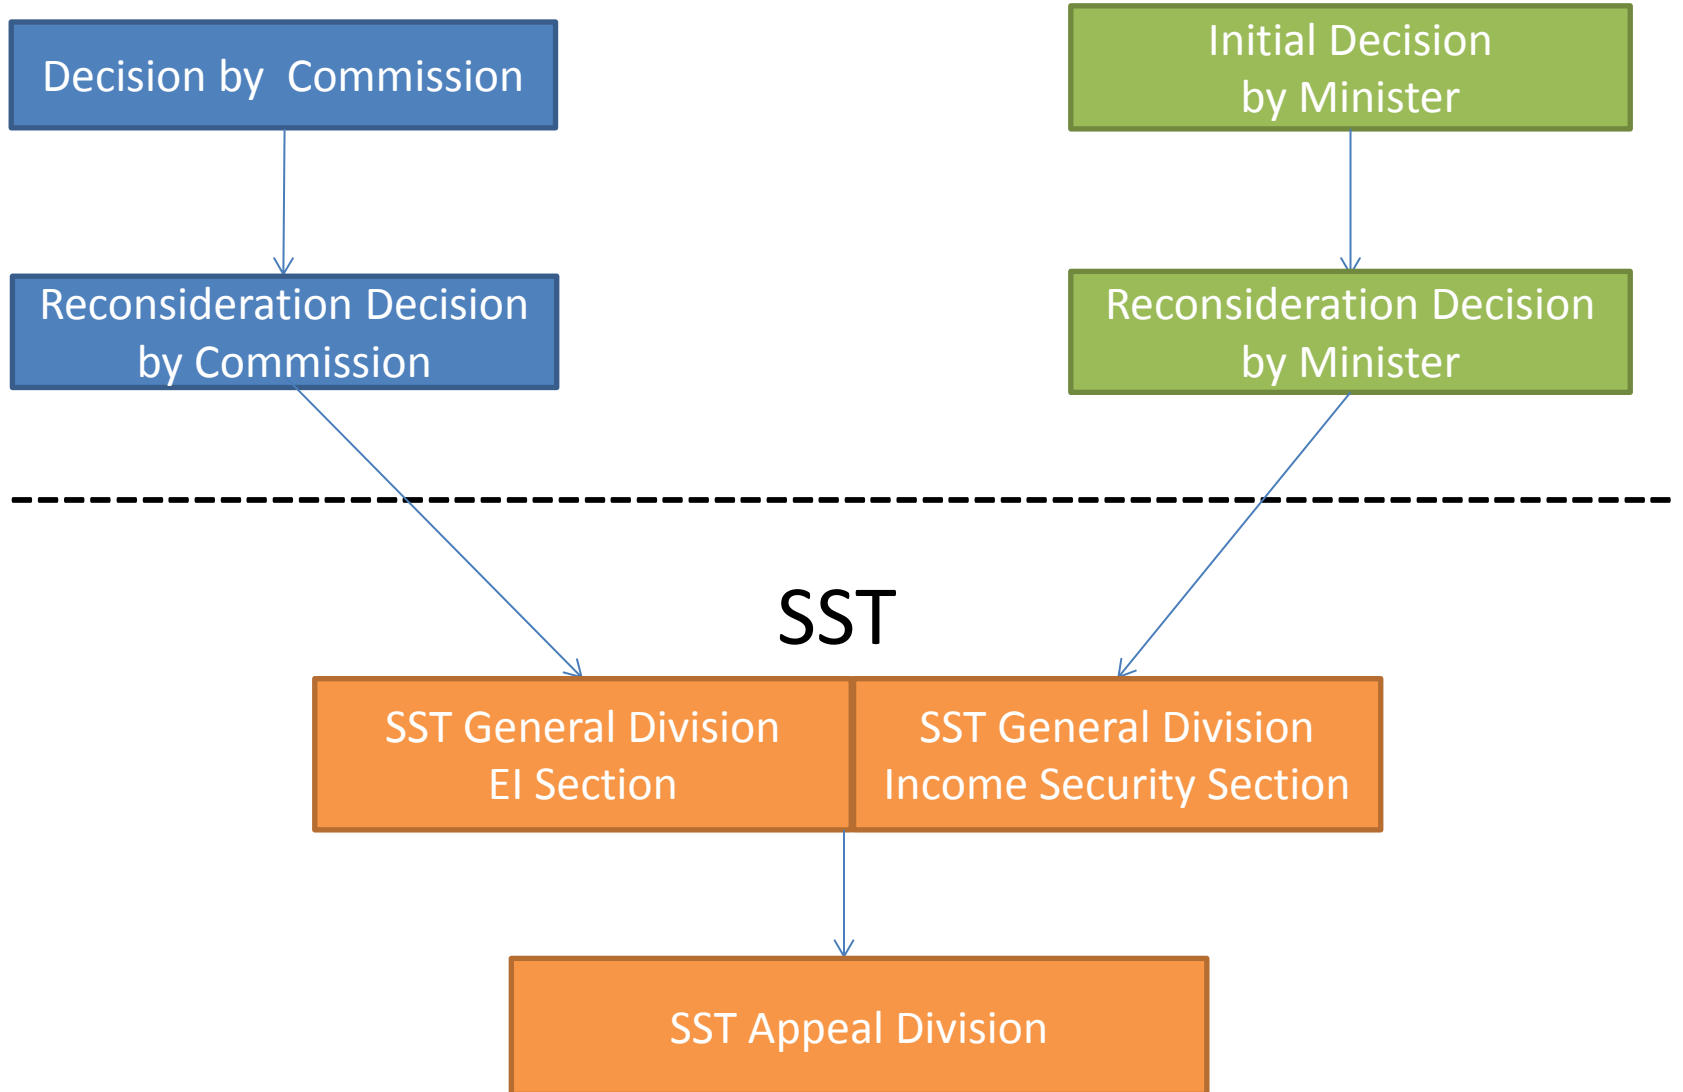 Decision by  Commission
Initial Decision
by Minister
Reconsideration Decision
by Commission
Reconsideration Decision
by Minister
SST
SST General Division
EI Section
SST General Division
Income Security Section
SST Appeal Division